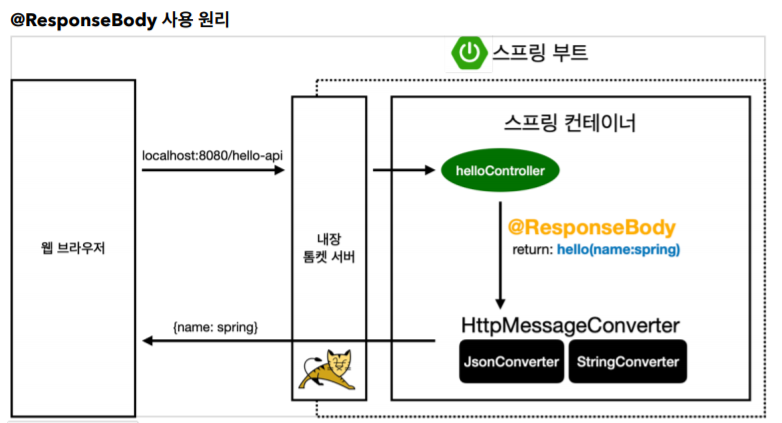 @ResponseBody 사용 원리
스프링 부트
스프링 컨테이너
localhost:8080/hello-api
helloController
@ResponseBody
return: hello(name:spring)
웹 브라우저
내장
톰켓 서버
{name: spring}
HttpMessageConverter
JsonConverter
StringConverter